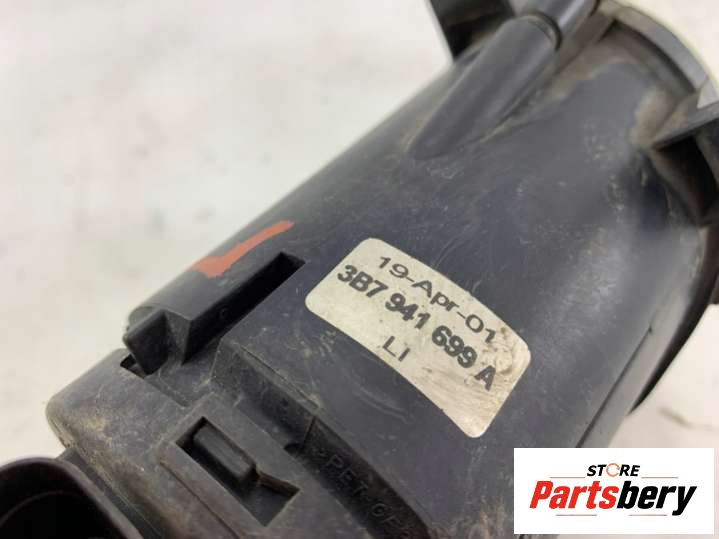 19-Apr-01
3B7 941 699 A
LI
STORE
Partsbery